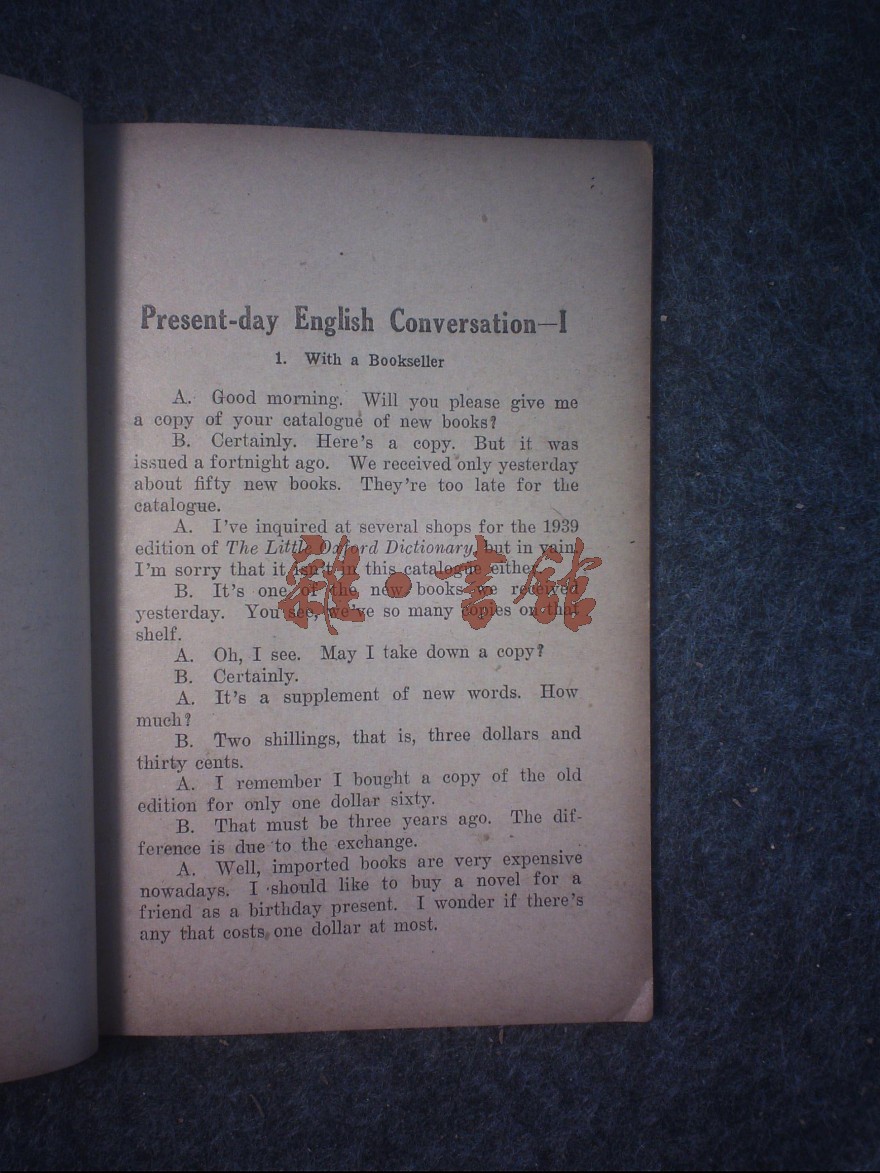 Present-day English Conversation—I
1. With a Bookseller
A. Good morning. Will you please give me
a copy of your catalogue of new books?
B. Certainly. Here's a copy. But it was
issued a fortnight ago. We received only yesterday
about fifty new books. They're too late for the
catalogue.
A. I've inquired at several shops for the 1939
edition of The Little Oxford Dictionary, but in vain.
I'm sorry that it isn't in this catalogue either.
B. It's one of the new books we received
yesterday. You see, we've so many copies on that
shelf.
A. Oh, I see. May I take down a copy?
B. Certainly.
A. It's a supplement of new words. How
much?
B. Two shillings, that is, three dollars and
thirty cents.
A. I remember I bought a copy of the old
edition for only one dollar sixty.
B. That must be three years ago. The dif-
ference is due to the exchange.
A. Well, imported books are very expensive
nowadays. I should like to buy a novel for a
friend as a birthday present. I wonder if there's
any that costs one dollar at most.
雜·書館